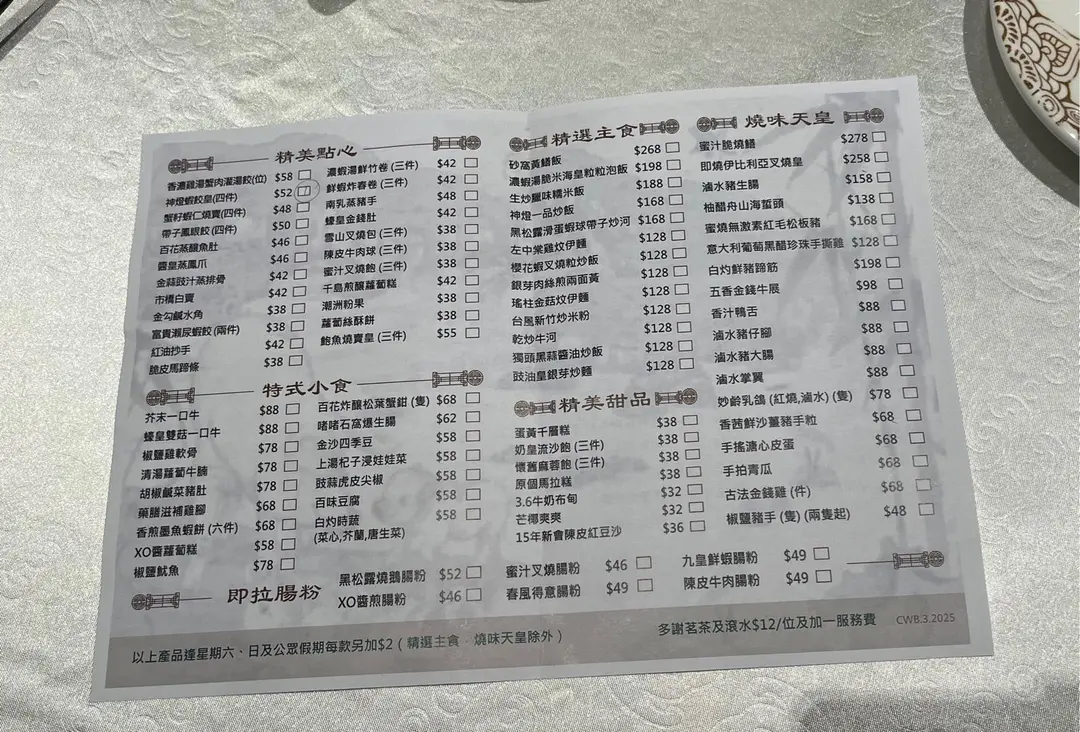 精美點心
香濃雞湯蟹肉灌湯餃(位) $58
神燈蝦餃皇(四件) $52
蟹籽蝦仁燒賣(四件) $48
帶子鳳眼餃(四件) $50
百花蒸釀魚肚 $46
醬皇蒸鳳爪 $46
金蒜豉汁蒸排骨 $42
市橋白賣 $42
金勾鹹水角 $38
富貴瀨尿蝦餃(兩件) $38
紅油抄手 $42
脆皮馬蹄條 $38
濃蝦湯鮮竹卷(三件) $42
鮮蝦炸春卷(三件) $42
南乳蒸豬手 $48
蠔皇金錢肚 $42
雪山叉燒包(三件) $38
陳皮牛肉球(三件) $38
蜜汁叉燒飽(三件) $38
千島煎釀蘿蔔糕 $42
潮洲粉果 $38
蘿蔔絲酥餅 $38
鮑魚燒賣皇(三件) $55
特式小食
芥末一口牛 $88
蠔皇雙菇一口牛 $88
椒鹽雞軟骨 $78
清湯蘿蔔牛腩 $78
胡椒鹹菜豬肚 $78
藥膳滋補雞腳 $68
香煎墨魚蝦餅(六件) $68
XO醬蘿蔔糕 $58
椒鹽魷魚 $78
百花炸釀松葉蟹鉗(隻) $68
啫啫石窩爆生腸 $62
金沙四季豆 $58
上湯杞子浸娃娃菜 $58
豉蒜虎皮尖椒 $58
百味豆腐 $58
白灼時蔬 $58
(菜心,芥蘭,唐生菜)
精選主食
砂窩黃鱔飯 $268
濃蝦湯脆米海皇粒粒泡飯 $198
生炒臘味糯米飯 $188
神燈一品炒飯 $168
黑松露滑蛋蝦球帶子炒河 $168
左中棠雞炆伊麵 $128
櫻花蝦叉燒粒炒飯 $128
銀芽肉絲煎兩面黃 $128
瑤柱金菇炆伊麵 $128
台風新竹炒米粉 $128
乾炒牛河 $128
獨頭黑蒜醬油炒飯 $128
豉油皇銀芽炒麵 $128
精美甜品
蛋黃千層糕 $38
奶皇流沙飽(三件) $38
懷舊麻蓉飽(三件) $38
原個馬拉糕 $38
3.6牛奶布甸 $32
芒椰爽爽 $32
15年新會陳皮紅豆沙 $36
燒味天皇
蜜汁脆燒鱔 $278
即燒伊比利亞叉燒皇 $258
滷水豬生腸 $158
柚醋舟山海蜇頭 $138
蜜燒無激素紅毛松板豬 $168
意大利葡萄黑醋珍珠手撕雞 $128
白灼鮮豬蹄筋 $198
五香金錢牛展 $98
香汁鴨舌 $88
滷水豬仔腳 $88
滷水豬大腸 $88
滷水掌翼 $88
妙齡乳鴿(紅燒,滷水)(隻) $78
香茜鮮沙薑豬手粒 $68
手搖溏心皮蛋 $68
手拍青瓜 $68
古法金錢雞(件) $68
椒鹽豬手(隻)(兩隻起) $48
即拉腸粉
黑松露燒鵝腸粉 $52
XO醬煎腸粉 $46
蜜汁叉燒腸粉 $46
春風得意腸粉 $49
九皇鮮蝦腸粉 $49
陳皮牛肉腸粉 $49
以上產品逢星期六、日及公眾假期每款另加$2(精選主食 燒味天皇除外)
多謝茗茶及滾水$12/位及加一服務費
CWB.3.2025